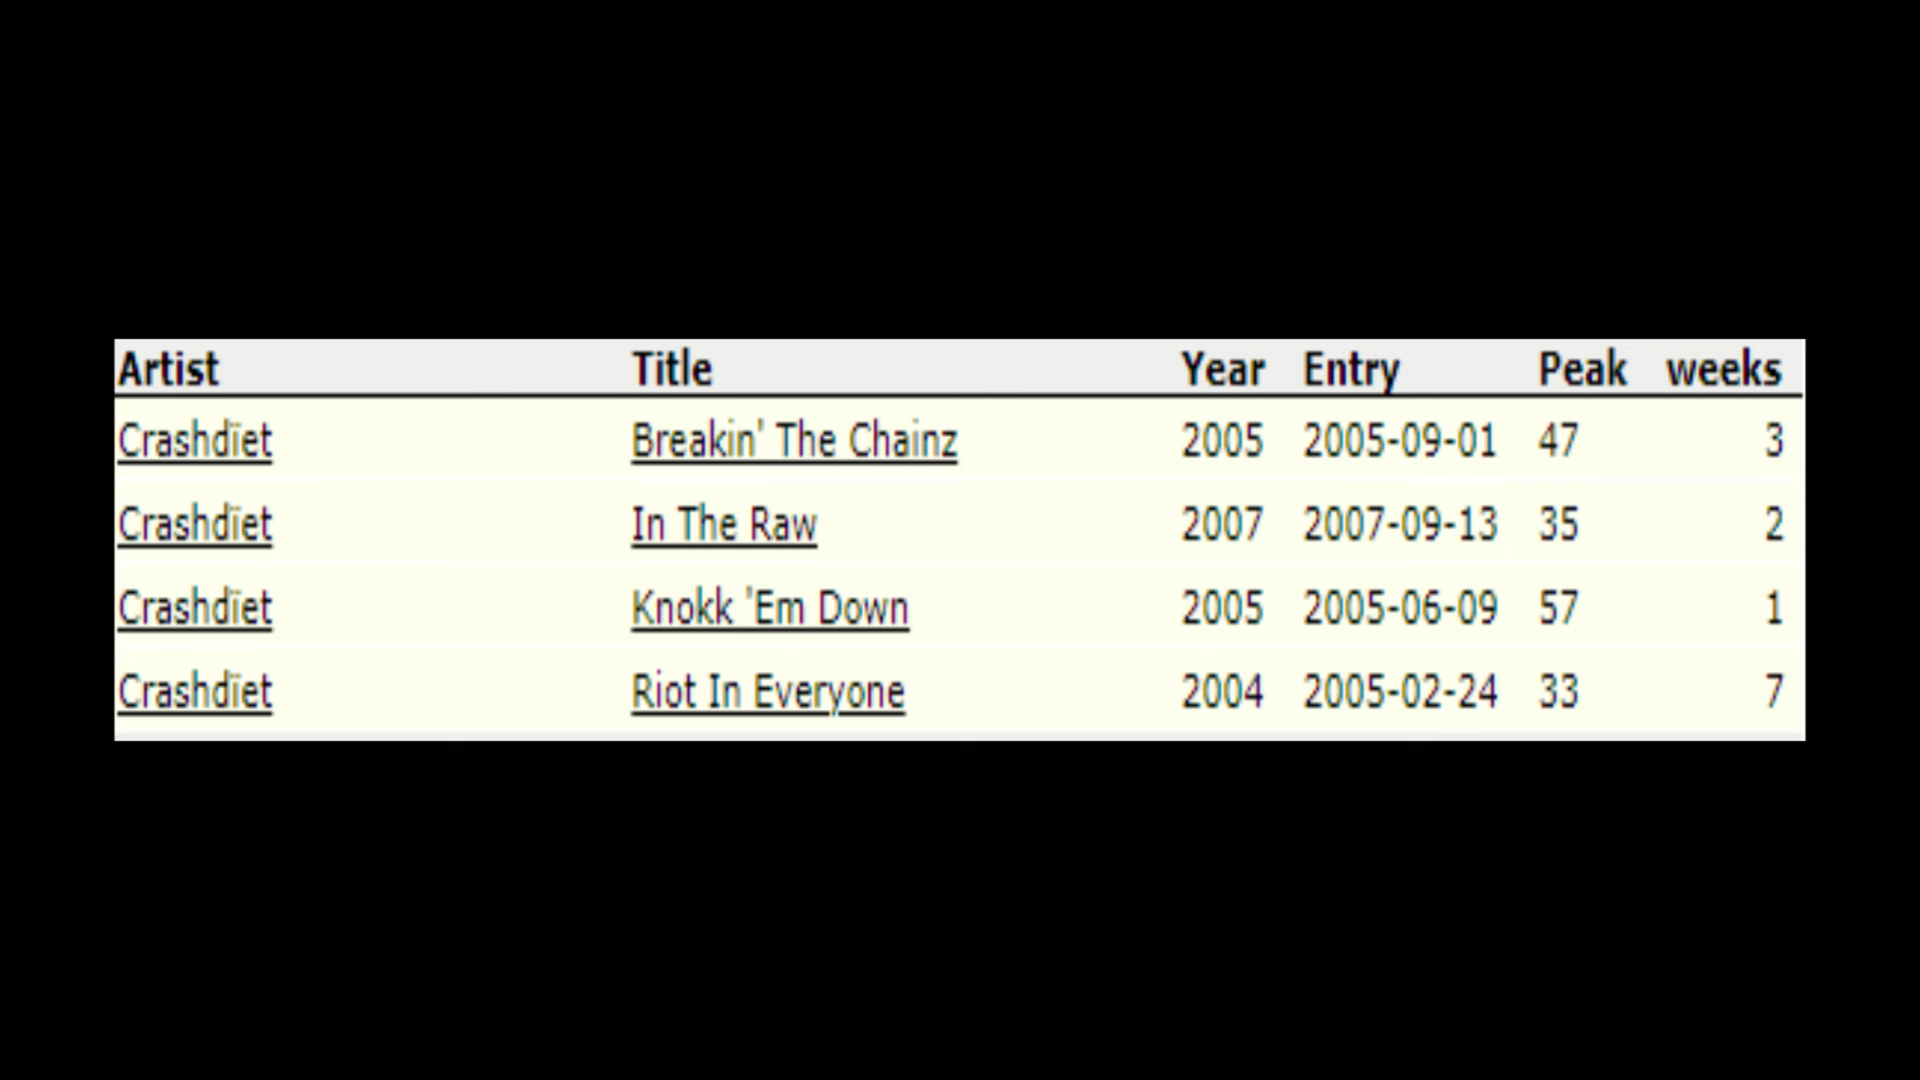 Artist Title Year Entry Peak weeks
Crashdïet Breakin' The Chainz 2005 2005-09-01 47 3
Crashdïet In The Raw 2007 2007-09-13 35 2
Crashdïet Knokk 'Em Down 2005 2005-06-09 57 1
Crashdïet Riot In Everyone 2004 2005-02-24 33 7